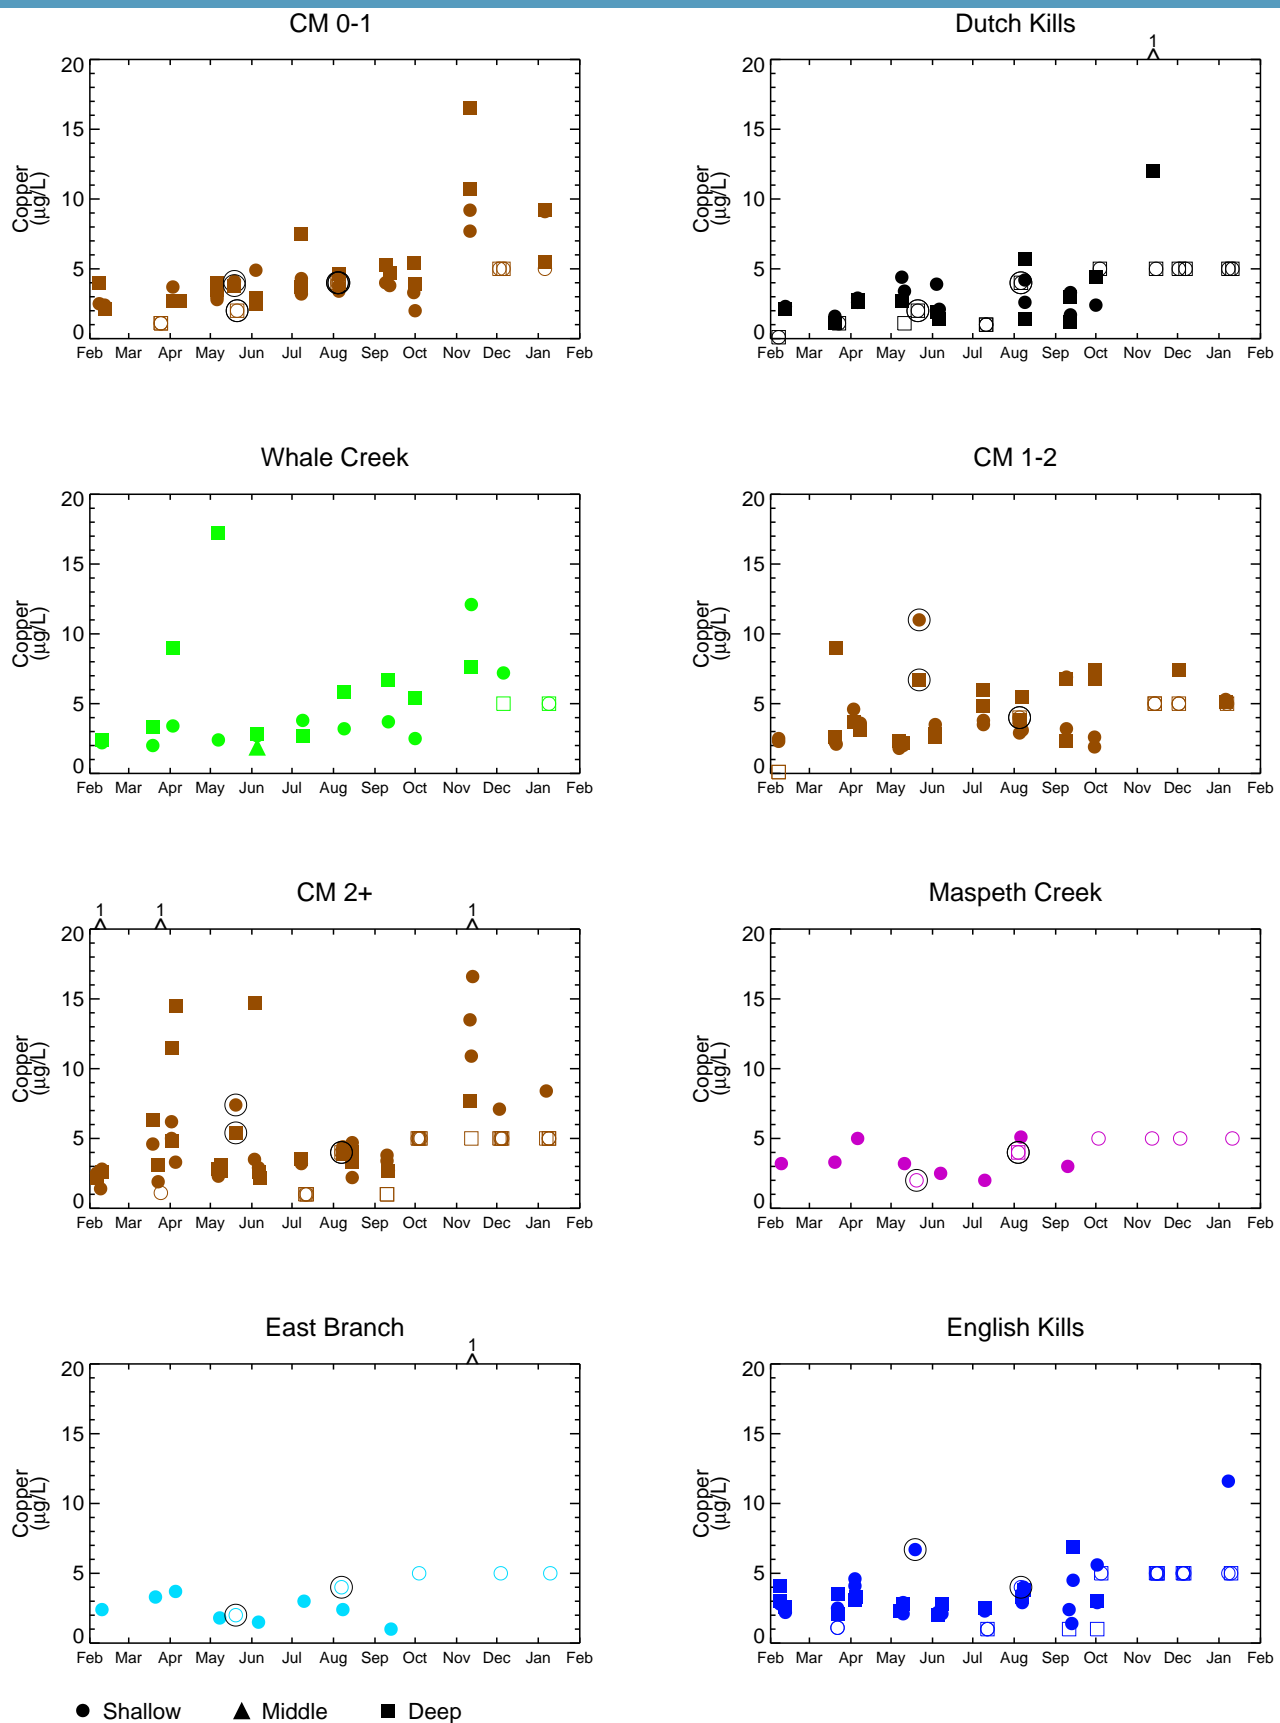 CM 0-1
Dutch Kills
1
20
15
10
5
0
Copper
(µg/L)
Feb Mar Apr May Jun Jul Aug Sep Oct Nov Dec Jan Feb
20
15
10
5
0
Copper
(µg/L)
Feb Mar Apr May Jun Jul Aug Sep Oct Nov Dec Jan Feb
Whale Creek
CM 1-2
20
15
10
5
0
Copper
(µg/L)
Feb Mar Apr May Jun Jul Aug Sep Oct Nov Dec Jan Feb
20
15
10
5
0
Copper
(µg/L)
Feb Mar Apr May Jun Jul Aug Sep Oct Nov Dec Jan Feb
CM 2+
Maspeth Creek
1 1 1
20
15
10
5
0
Copper
(µg/L)
Feb Mar Apr May Jun Jul Aug Sep Oct Nov Dec Jan Feb
20
15
10
5
0
Copper
(µg/L)
Feb Mar Apr May Jun Jul Aug Sep Oct Nov Dec Jan Feb
East Branch
English Kills
1
20
15
10
5
0
Copper
(µg/L)
Feb Mar Apr May Jun Jul Aug Sep Oct Nov Dec Jan Feb
20
15
10
5
0
Copper
(µg/L)
Feb Mar Apr May Jun Jul Aug Sep Oct Nov Dec Jan Feb
Shallow Middle Deep